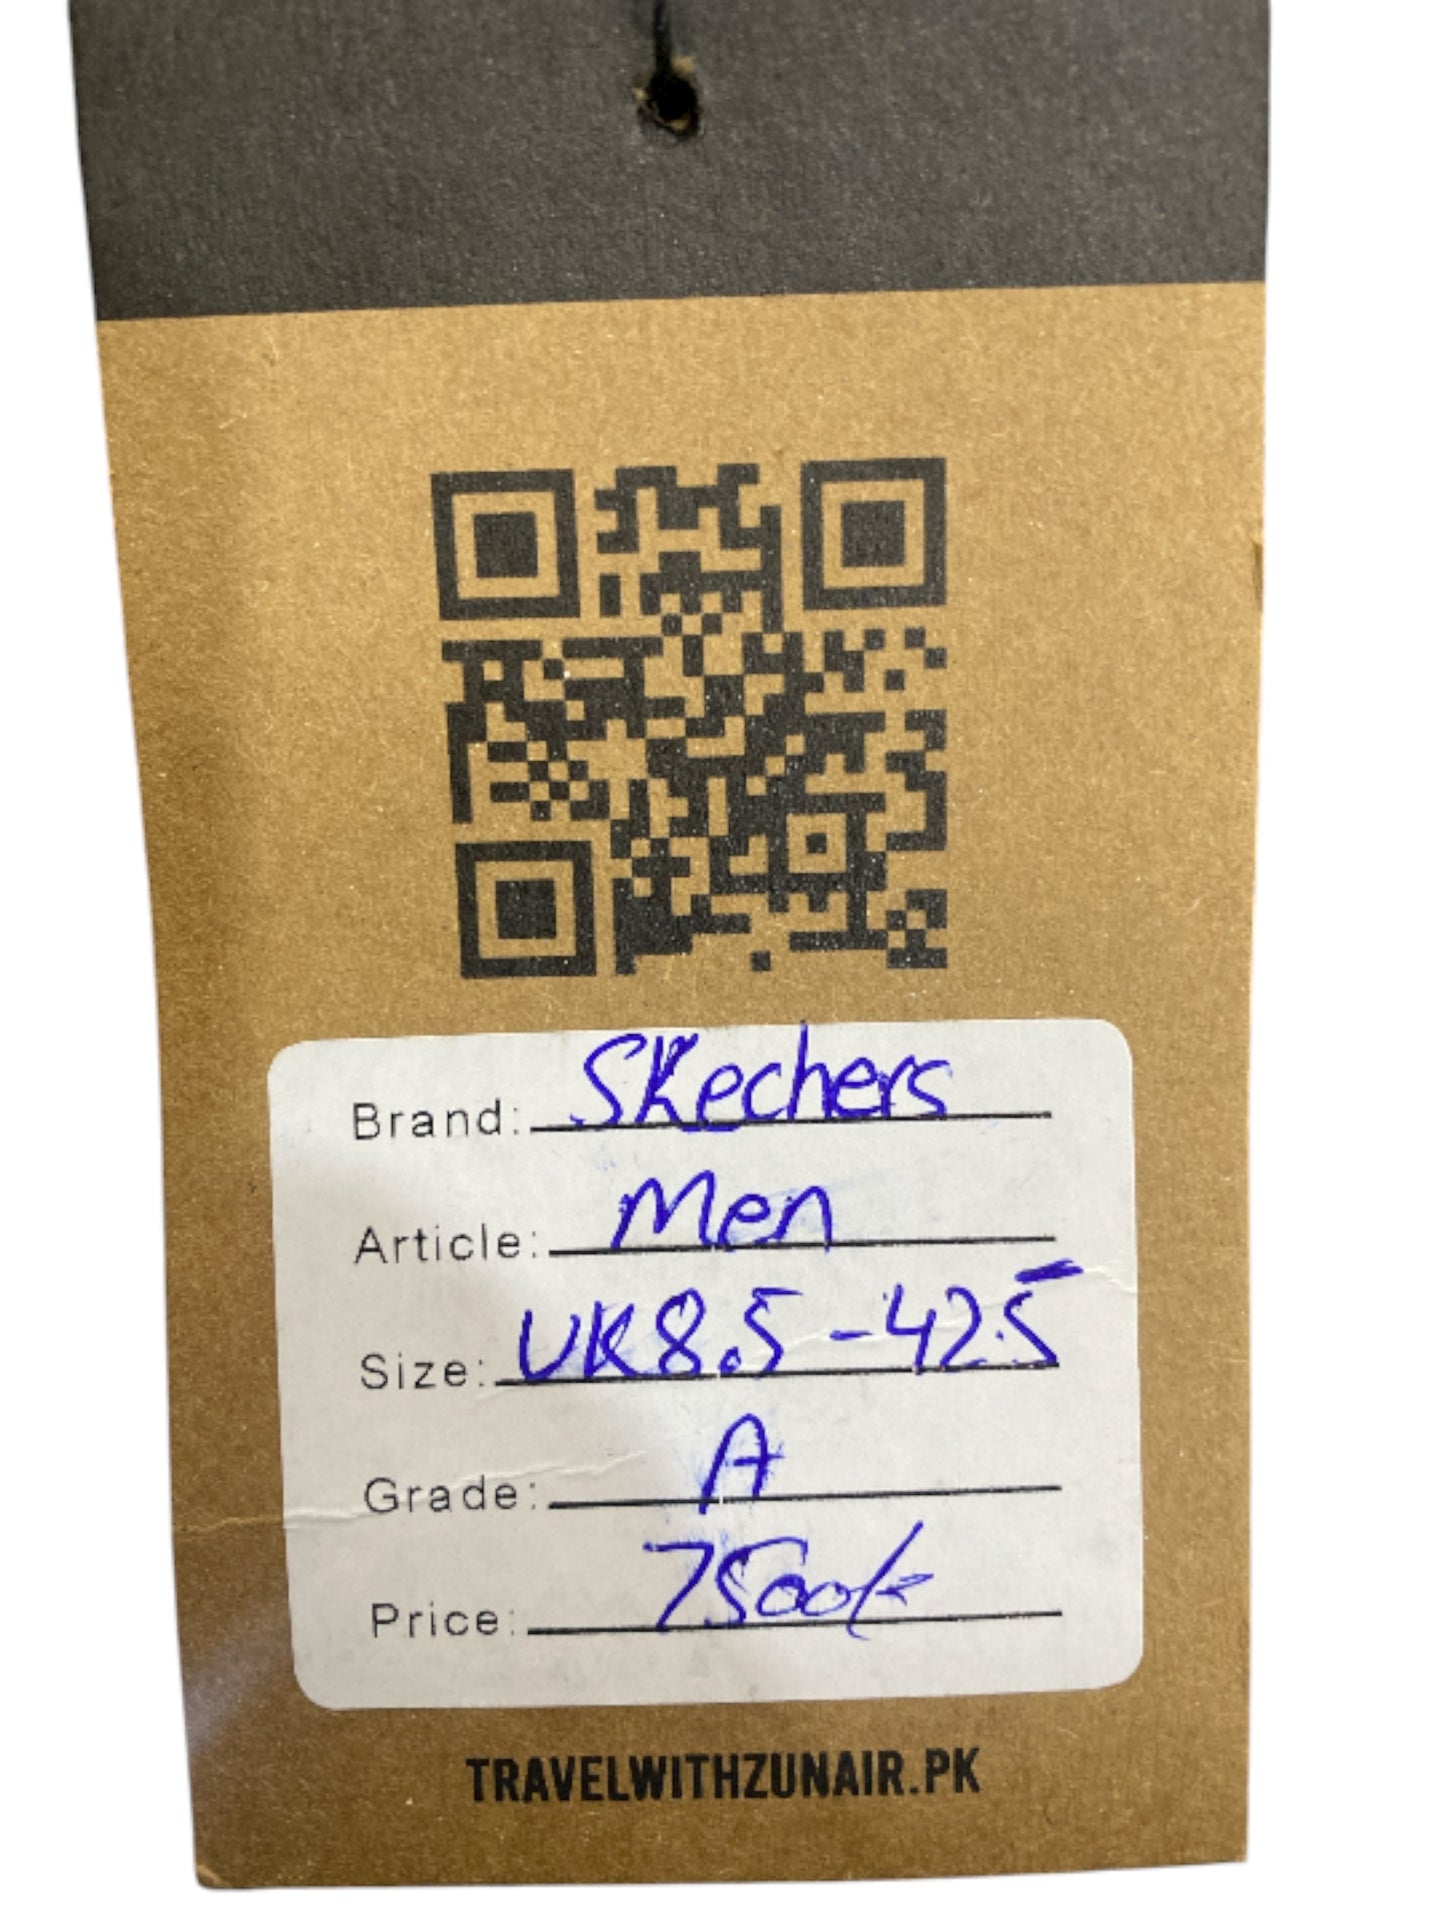 Brand: SKechers
Article: Men
Size: UK8.5-42.5
Grade: A
Price: 7500/-
TRAVELWITHZUNAIR.PK